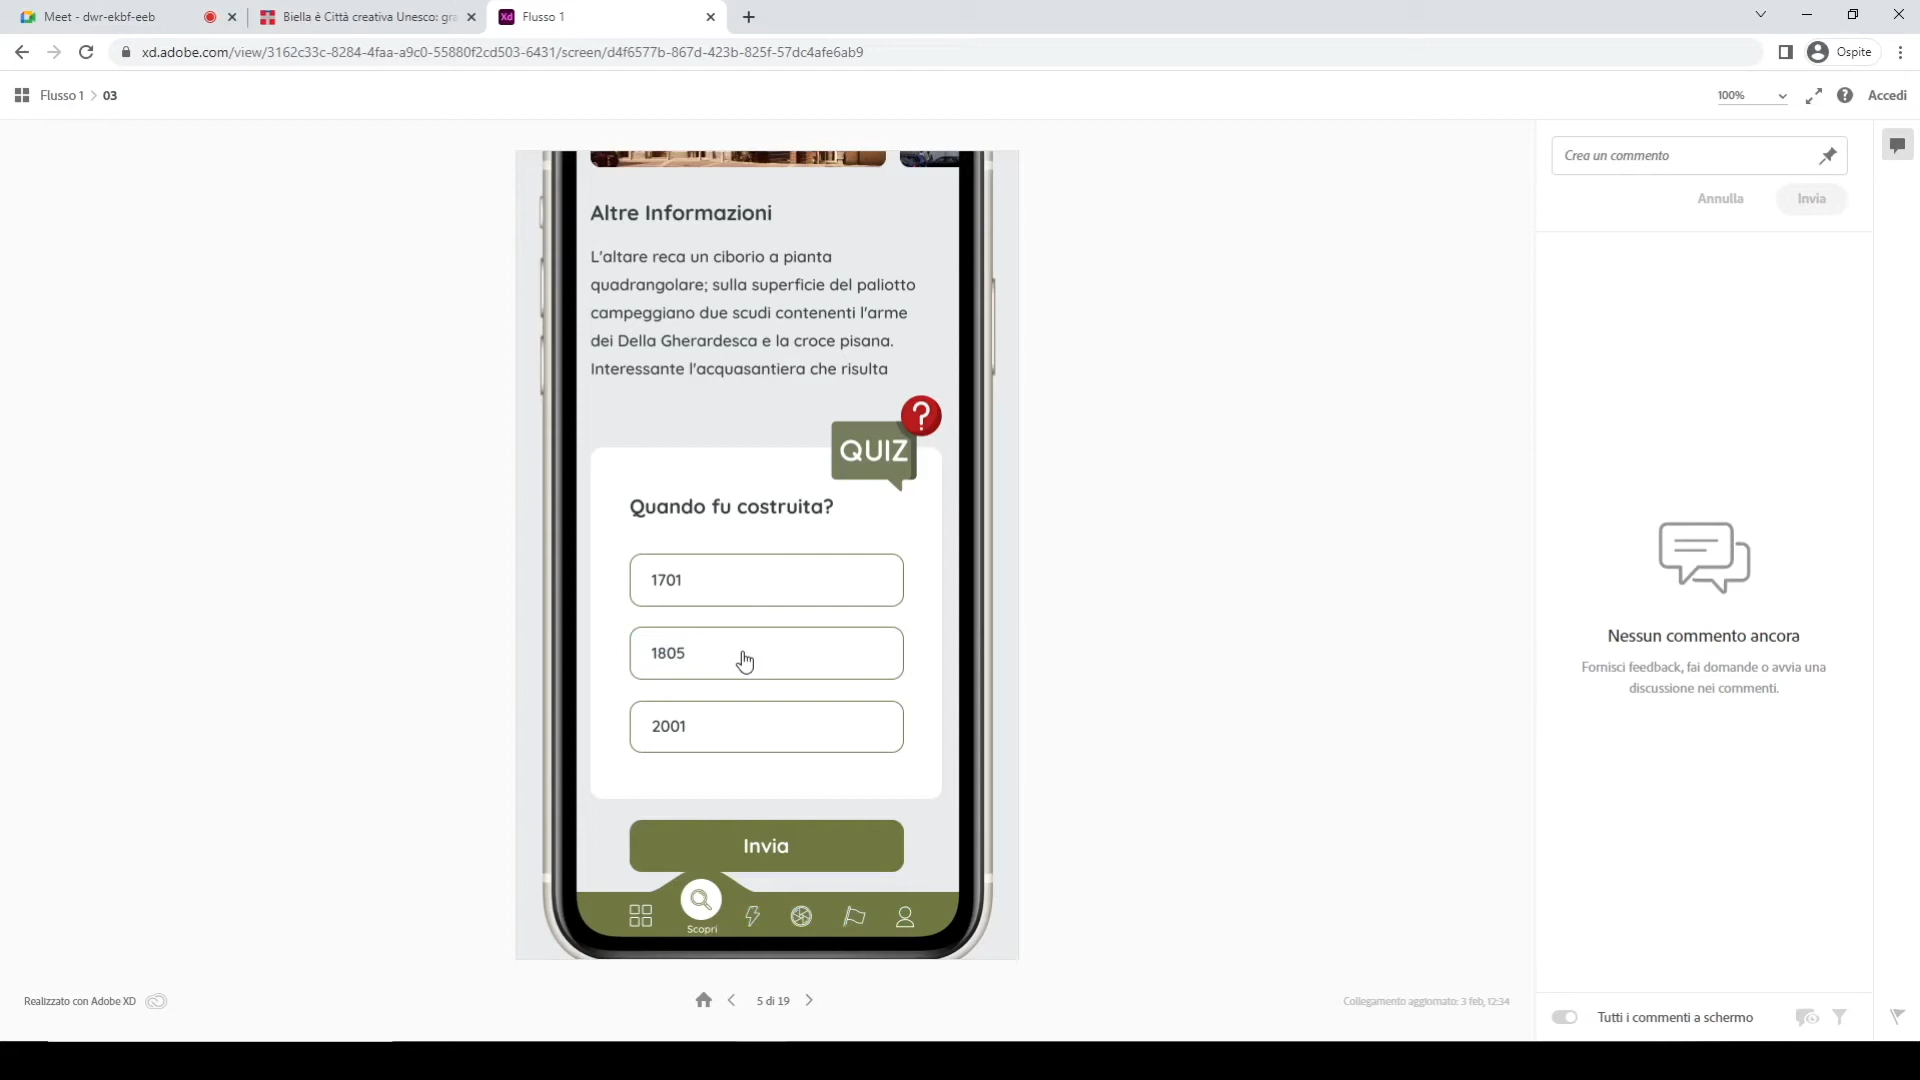 Meet - dwr-ekbf-eeb
Biella è Città creativa Unesco: gra
Flusso 1
xd.adobe.com/view/3162c33c-8284-4faa-a9c0-55880f2cd503-6431/screen/d4f6577b-867d-423b-825f-57dc4afe6ab9
Ospite
Flusso 1 > 03
100%
Accedi
Crea un commento
Annulla
Invia
Altre Informazioni
L'altare reca un ciborio a pianta
quadrangolare; sulla superficie del paliotto
campeggiano due scudi contenenti l'arme
dei Della Gherardesca e la croce pisana.
Interessante l'acquasantiera che risulta
?
QUIZ
Quando fu costruita?
1701
1805
2001
Invia
Scopri
Nessun commento ancora
Fornisci feedback, fai domande o avvia una
discussione nei commenti.
Realizzato con Adobe XD
5 di 19
Collegamento aggiornato: 3 feb, 12:34
Tutti i commenti a schermo